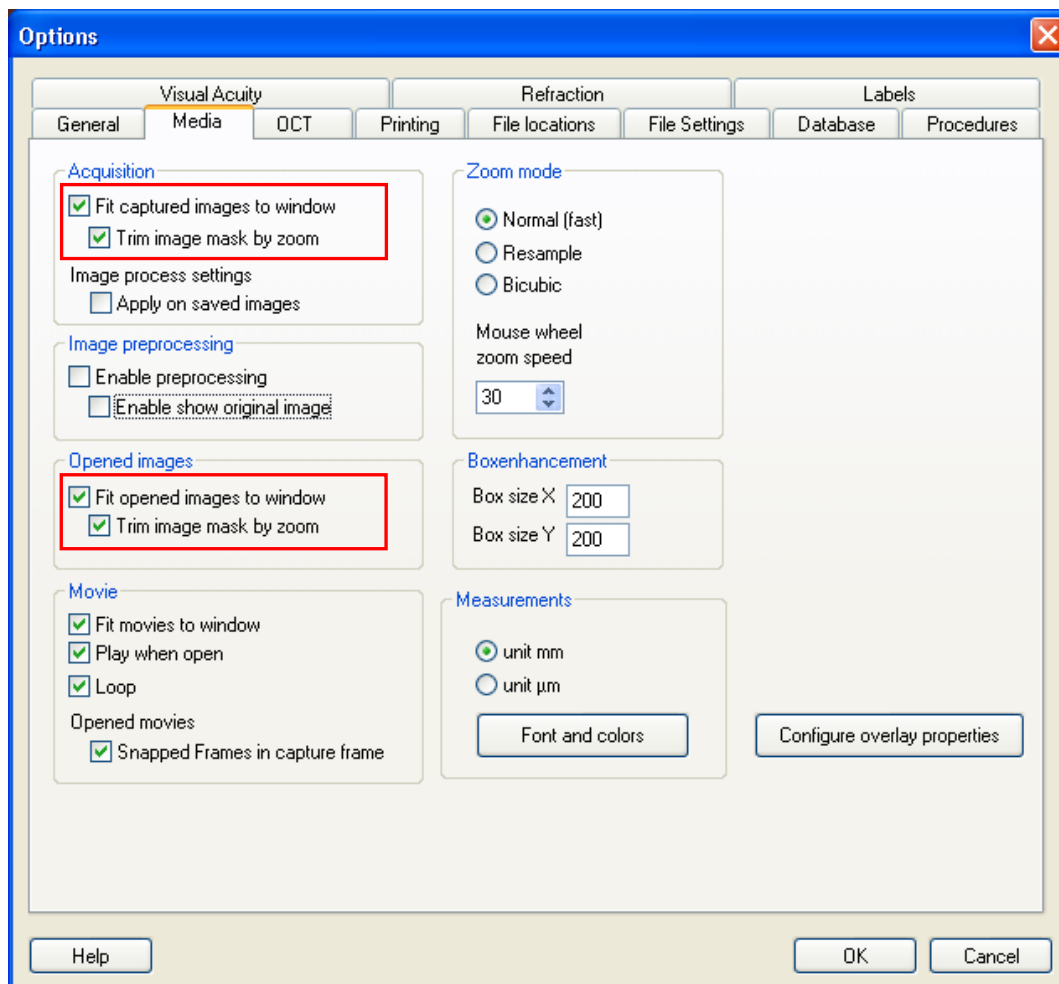 Options
Visual Acuity
Refraction
Labels
General
Media
OCT
Printing
File locations
File Settings
Database
Procedures
Acquisition
Fit captured images to window
Trim image mask by zoom
Image process settings
Apply on saved images
Image preprocessing
Enable preprocessing
Enable show original image
Opened images
Fit opened images to window
Trim image mask by zoom
Movie
Fit movies to window
Play when open
Loop
Opened movies
Snapped Frames in capture frame
Zoom mode
Normal (fast)
Resample
Bicubic
Mouse wheel
zoom speed
30
Boxenhancement
Box size X 200
Box size Y 200
Measurements
unit mm
unit µm
Font and colors
Configure overlay properties
Help
OK
Cancel